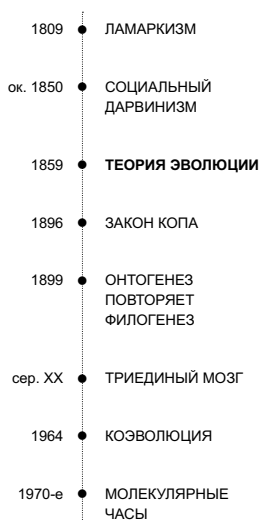 1809 ЛАМАРКИЗМ
ок. 1850 СОЦИАЛЬНЫЙ
ДАРВИНИЗМ
1859 ТЕОРИЯ ЭВОЛЮЦИИ
1896 ЗАКОН КОПА
1899 ОНТОГЕНЕЗ
ПОВТОРЯЕТ
ФИЛОГЕНЕЗ
сер. XX ТРИЕДИНЫЙ МОЗГ
1964 КОЭВОЛЮЦИЯ
1970-е МОЛЕКУЛЯРНЫЕ
ЧАСЫ